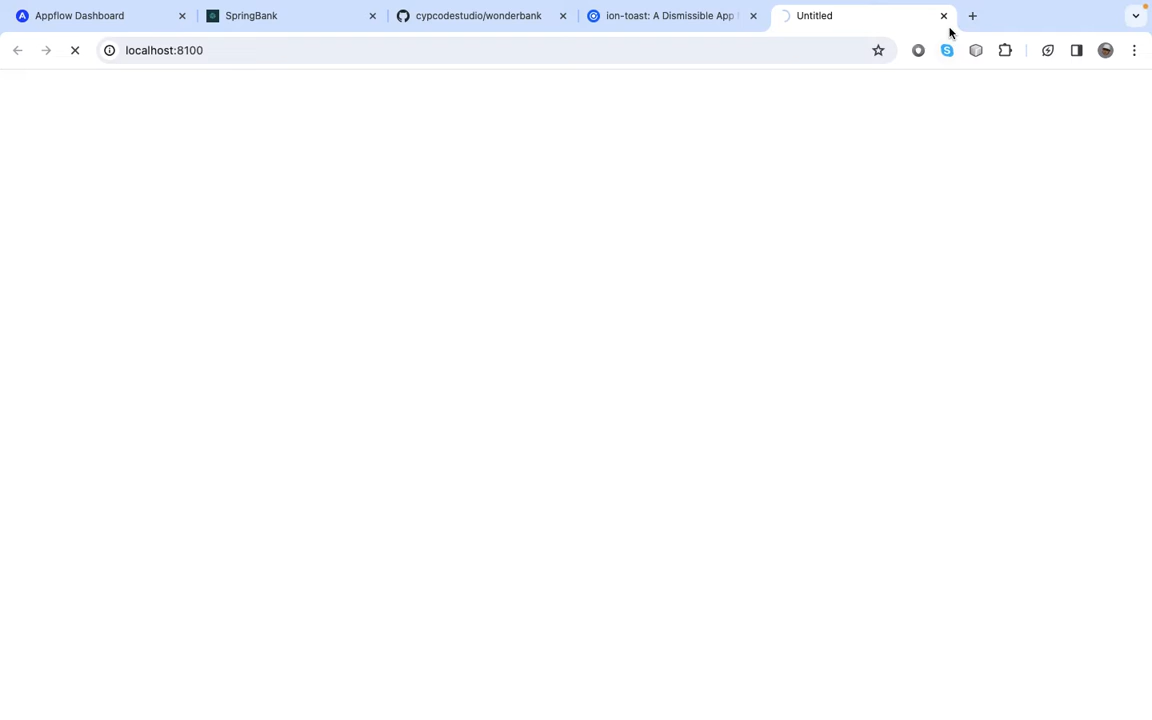 A Appflow Dashboard
SpringBank
cypcodestudio/wonderbank
ion-toast: A Dismissible App
Untitled
localhost:8100
S